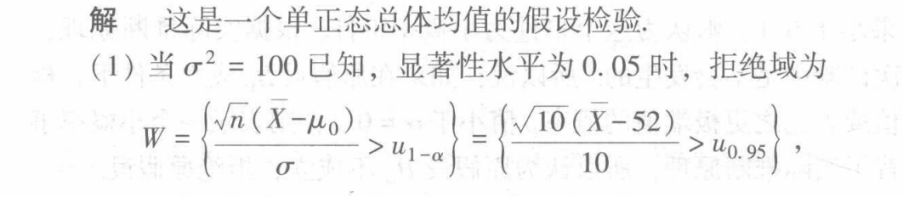 解 这是一个单正态总体均值的假设检验.
(1) 当 σ² = 100 已知，显著性水平为 0.05 时，拒绝域为
W = { √n ( X̄ − μ₀ ) / σ > u₁₋α } = { √10 ( X̄ − 52 ) / 10 > u₀.₉₅ } ,